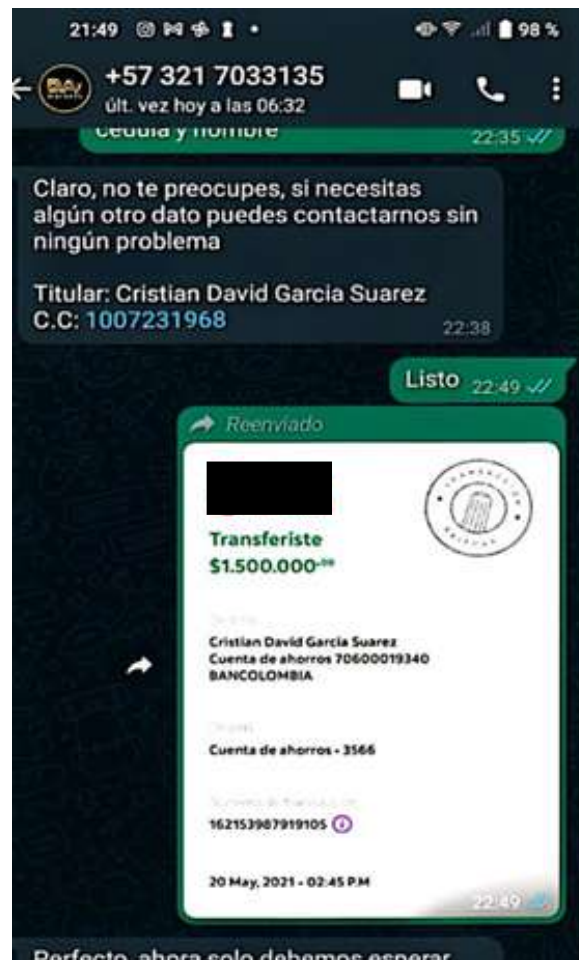 21:49
98 %
+57 321 7033135
últ. vez hoy a las 06:32
Cedula y nombre
22:35
Claro, no te preocupes, si necesitas
algún otro dato puedes contactarnos sin
ningún problema
Titular: Cristian David Garcia Suarez
C.C: 1007231968
22:38
Listo 22:49
Reenviado
Transferiste
$1.500.000.00
Cristian David Garcia Suarez
Cuenta de ahorros 70600019340
BANCOLOMBIA
Cuenta de ahorros - 3566
162153987919105
20 May, 2021 - 02:45 P.M
22:49
Perfecto, ahora solo debemos esperar